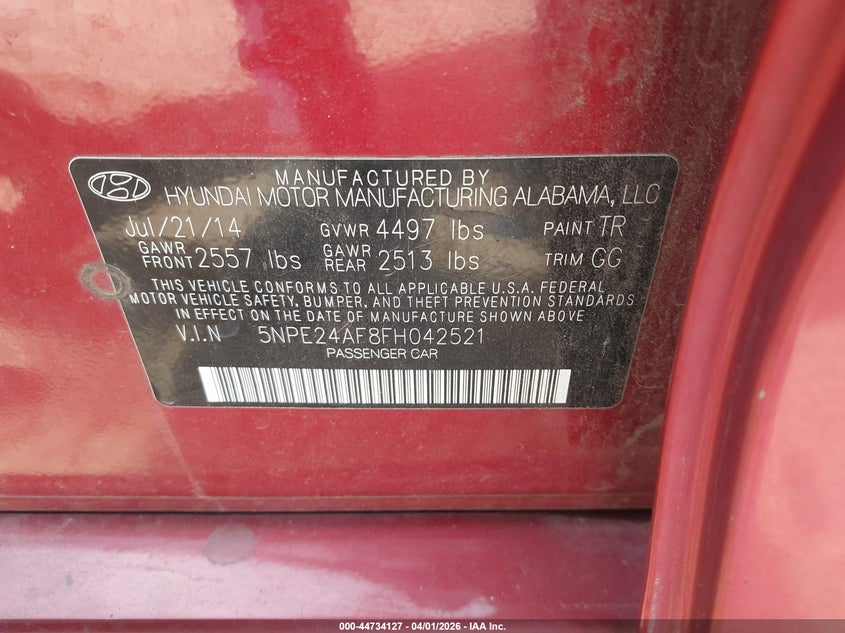 MANUFACTURED BY
HYUNDAI MOTOR MANUFACTURING ALABAMA, LLC
Jul/21/14 GVWR 4497 lbs PAINT TR
GAWR FRONT 2557 lbs GAWR REAR 2513 lbs TRIM GG
THIS VEHICLE CONFORMS TO ALL APPLICABLE U.S.A. FEDERAL
MOTOR VEHICLE SAFETY, BUMPER, AND THEFT PREVENTION STANDARDS
IN EFFECT ON THE DATE OF MANUFACTURE SHOWN ABOVE.
V.I.N 5NPE24AF8FH042521
PASSENGER CAR
000-44734127 - 04/01/2026 - IAA Inc.